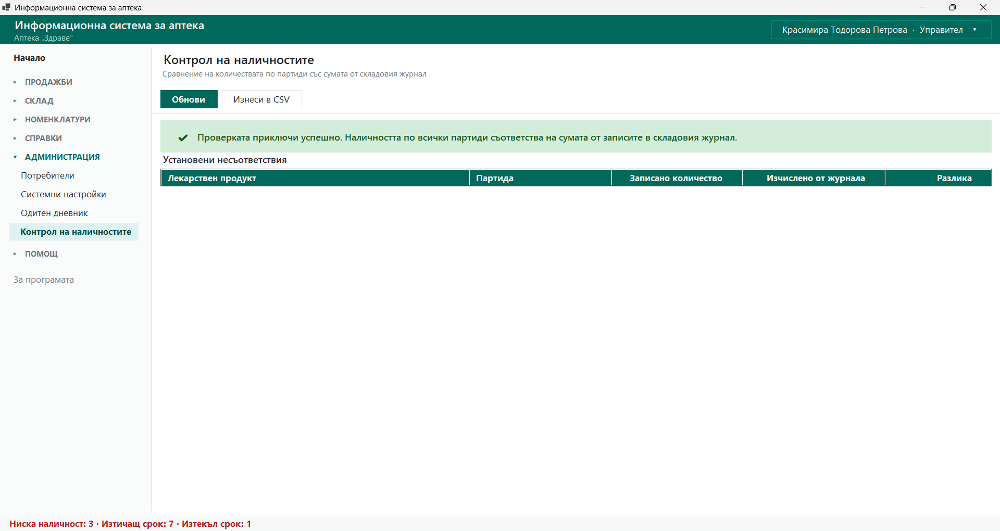 Информационна система за аптека
Информационна система за аптека
Аптека „Здраве“
Красимира Тодорова Петрова · Управител
Начало
ПРОДАЖБИ
СКЛАД
НОМЕНКЛАТУРИ
СПРАВКИ
АДМИНИСТРАЦИЯ
Потребители
Системни настройки
Одитен дневник
Контрол на наличностите
ПОМОЩ
За програмата
Контрол на наличностите
Сравнение на количествата по партиди със сумата от складовия журнал
Обнови
Изнеси в CSV
Проверката приключи успешно. Наличността по всички партиди съответства на сумата от записите в складовия журнал.
Установени несъответствия
Лекарствен продукт
Партида
Записано количество
Изчислено от журнала
Разлика
Ниска наличност: 3 · Изтичащ срок: 7 · Изтекъл срок: 1